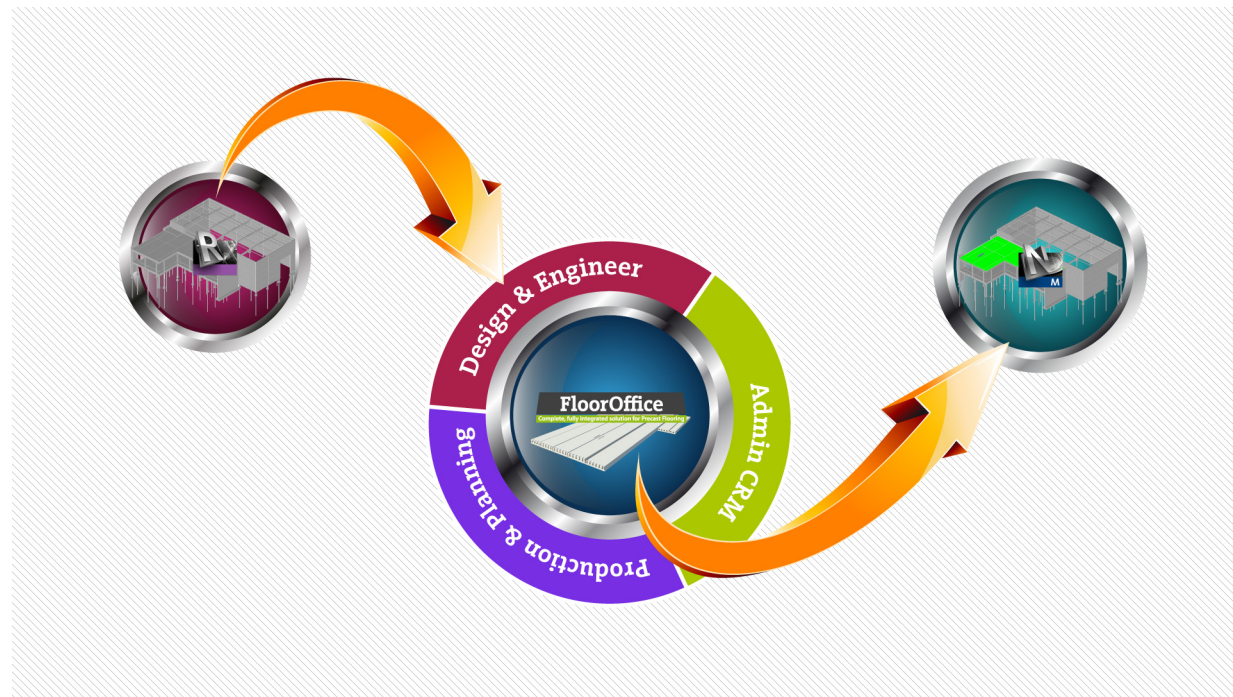 R
Design & Engineer
N
M
FloorOffice
Complete, fully integrated solution for Precast Flooring
Admin CRM
Production & Planning